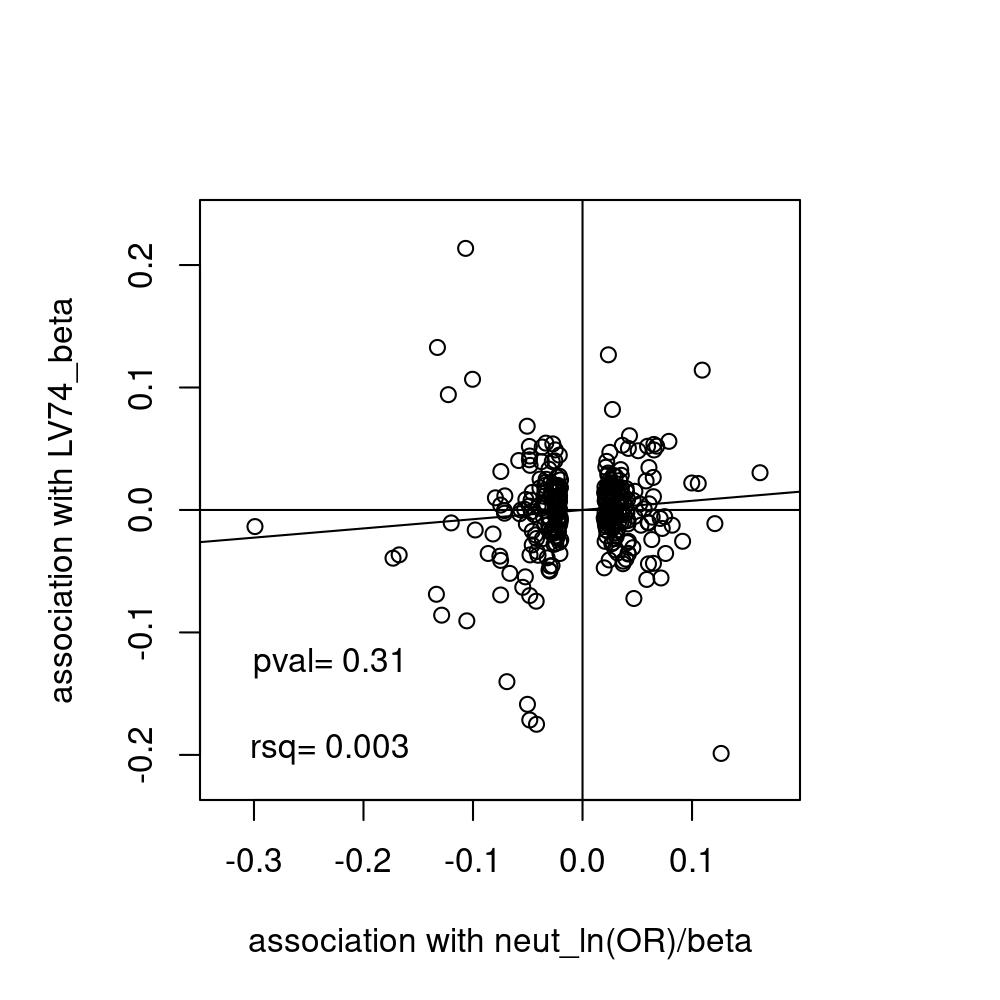 association with LV74_beta
0.2
0.1
0.0
-0.1
-0.2
pval= 0.31
rsq= 0.003
-0.3 -0.2 -0.1 0.0 0.1
association with neut_ln(OR)/beta